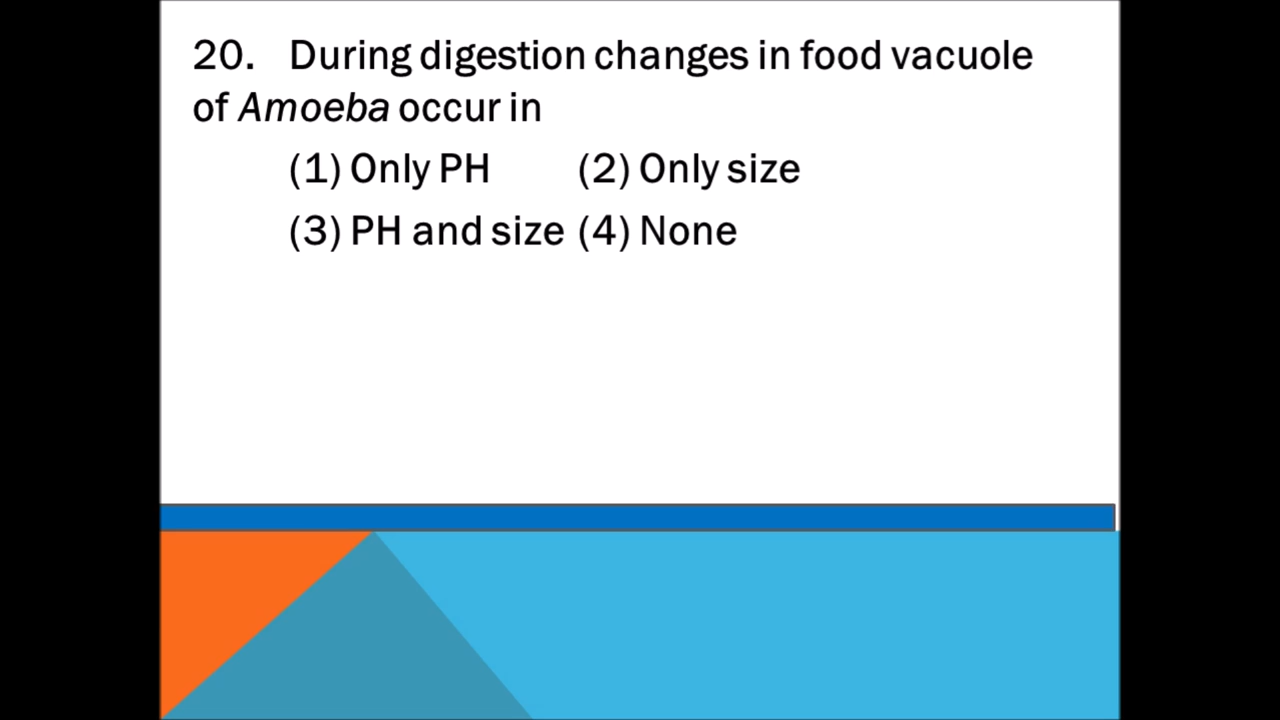 20. During digestion changes in food vacuole
of Amoeba occur in
(1) Only PH (2) Only size
(3) PH and size (4) None